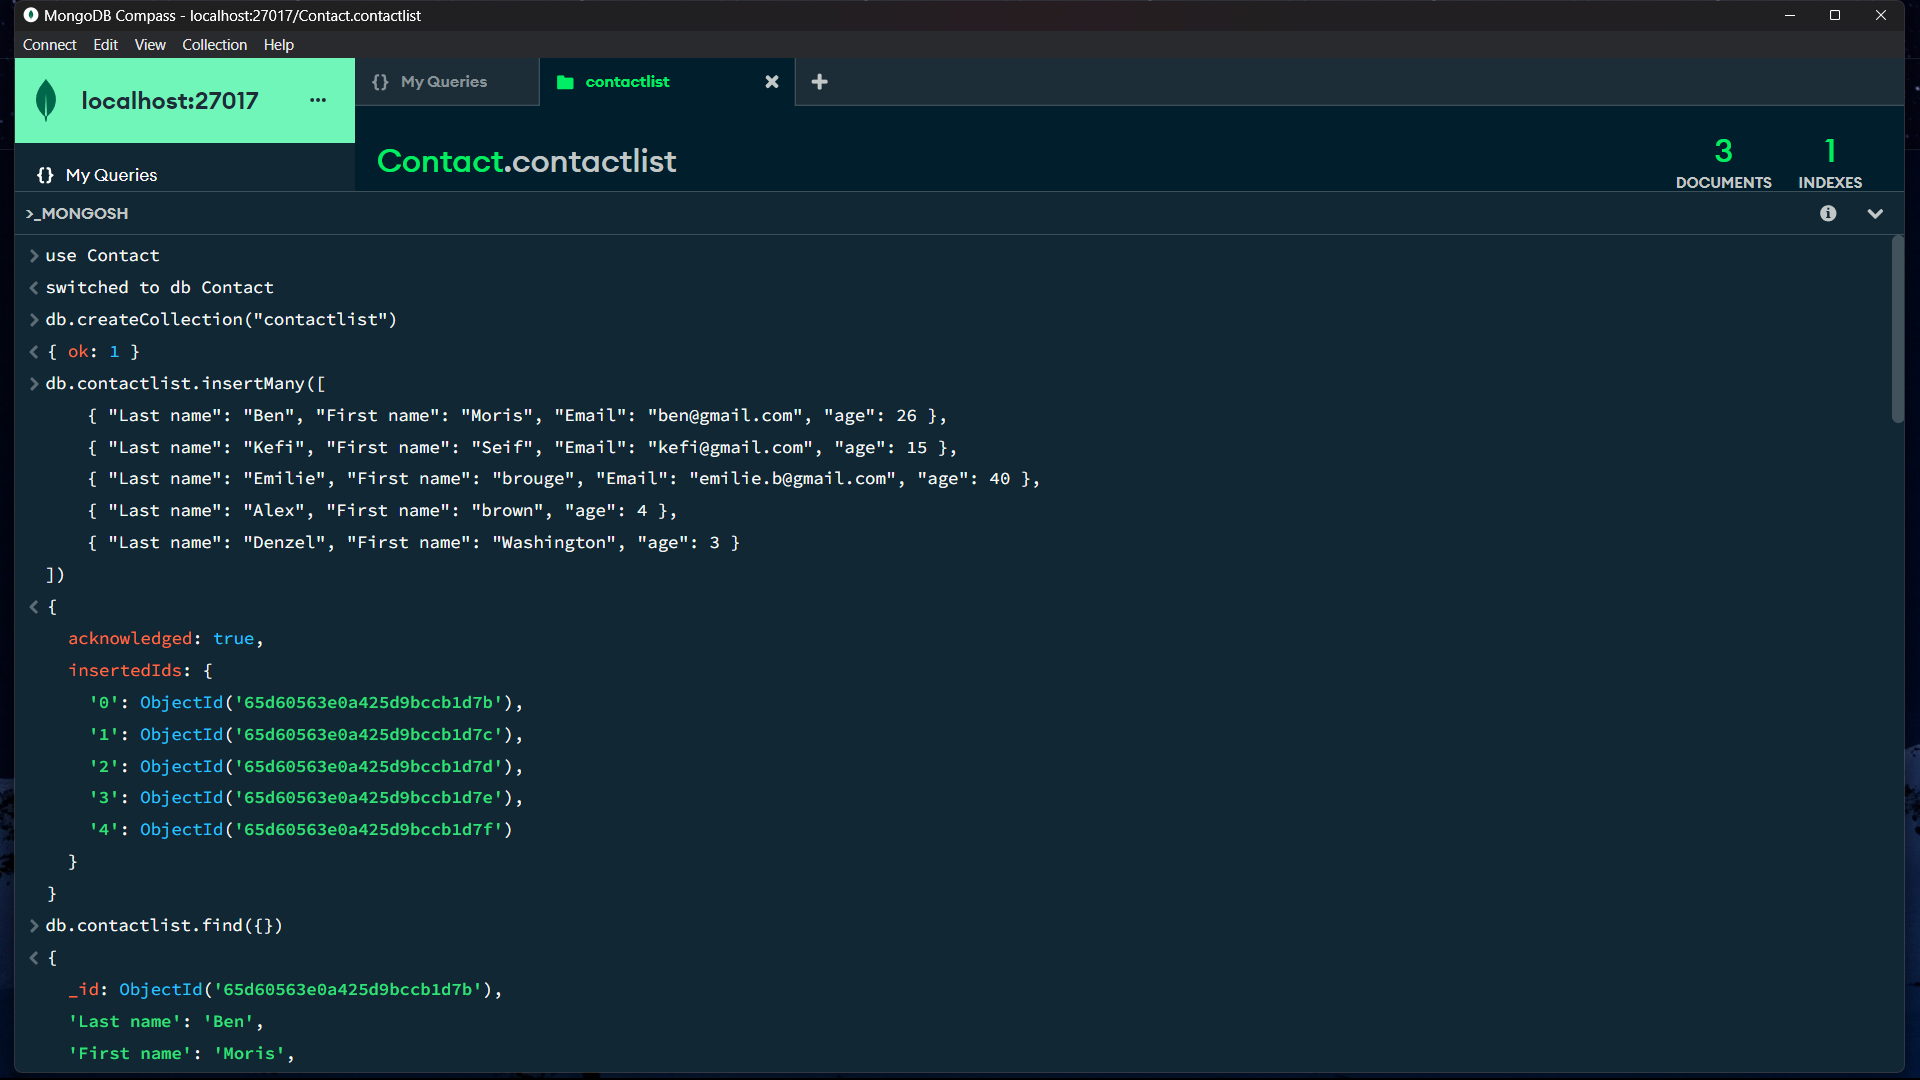 MongoDB Compass - localhost:27017/Contact.contactlist
Connect Edit View Collection Help
localhost:27017 ...
{} My Queries
contactlist
{} My Queries
Contact.contactlist
3
DOCUMENTS
1
INDEXES
>_MONGOSH
> use Contact
< switched to db Contact
> db.createCollection("contactlist")
< { ok: 1 }
> db.contactlist.insertMany([
{ "Last name": "Ben", "First name": "Moris", "Email": "ben@gmail.com", "age": 26 },
{ "Last name": "Kefi", "First name": "Seif", "Email": "kefi@gmail.com", "age": 15 },
{ "Last name": "Emilie", "First name": "brouge", "Email": "emilie.b@gmail.com", "age": 40 },
{ "Last name": "Alex", "First name": "brown", "age": 4 },
{ "Last name": "Denzel", "First name": "Washington", "age": 3 }
])
< {
acknowledged: true,
insertedIds: {
'0': ObjectId('65d60563e0a425d9bccb1d7b'),
'1': ObjectId('65d60563e0a425d9bccb1d7c'),
'2': ObjectId('65d60563e0a425d9bccb1d7d'),
'3': ObjectId('65d60563e0a425d9bccb1d7e'),
'4': ObjectId('65d60563e0a425d9bccb1d7f')
}
}
> db.contactlist.find({})
< {
_id: ObjectId('65d60563e0a425d9bccb1d7b'),
'Last name': 'Ben',
'First name': 'Moris',